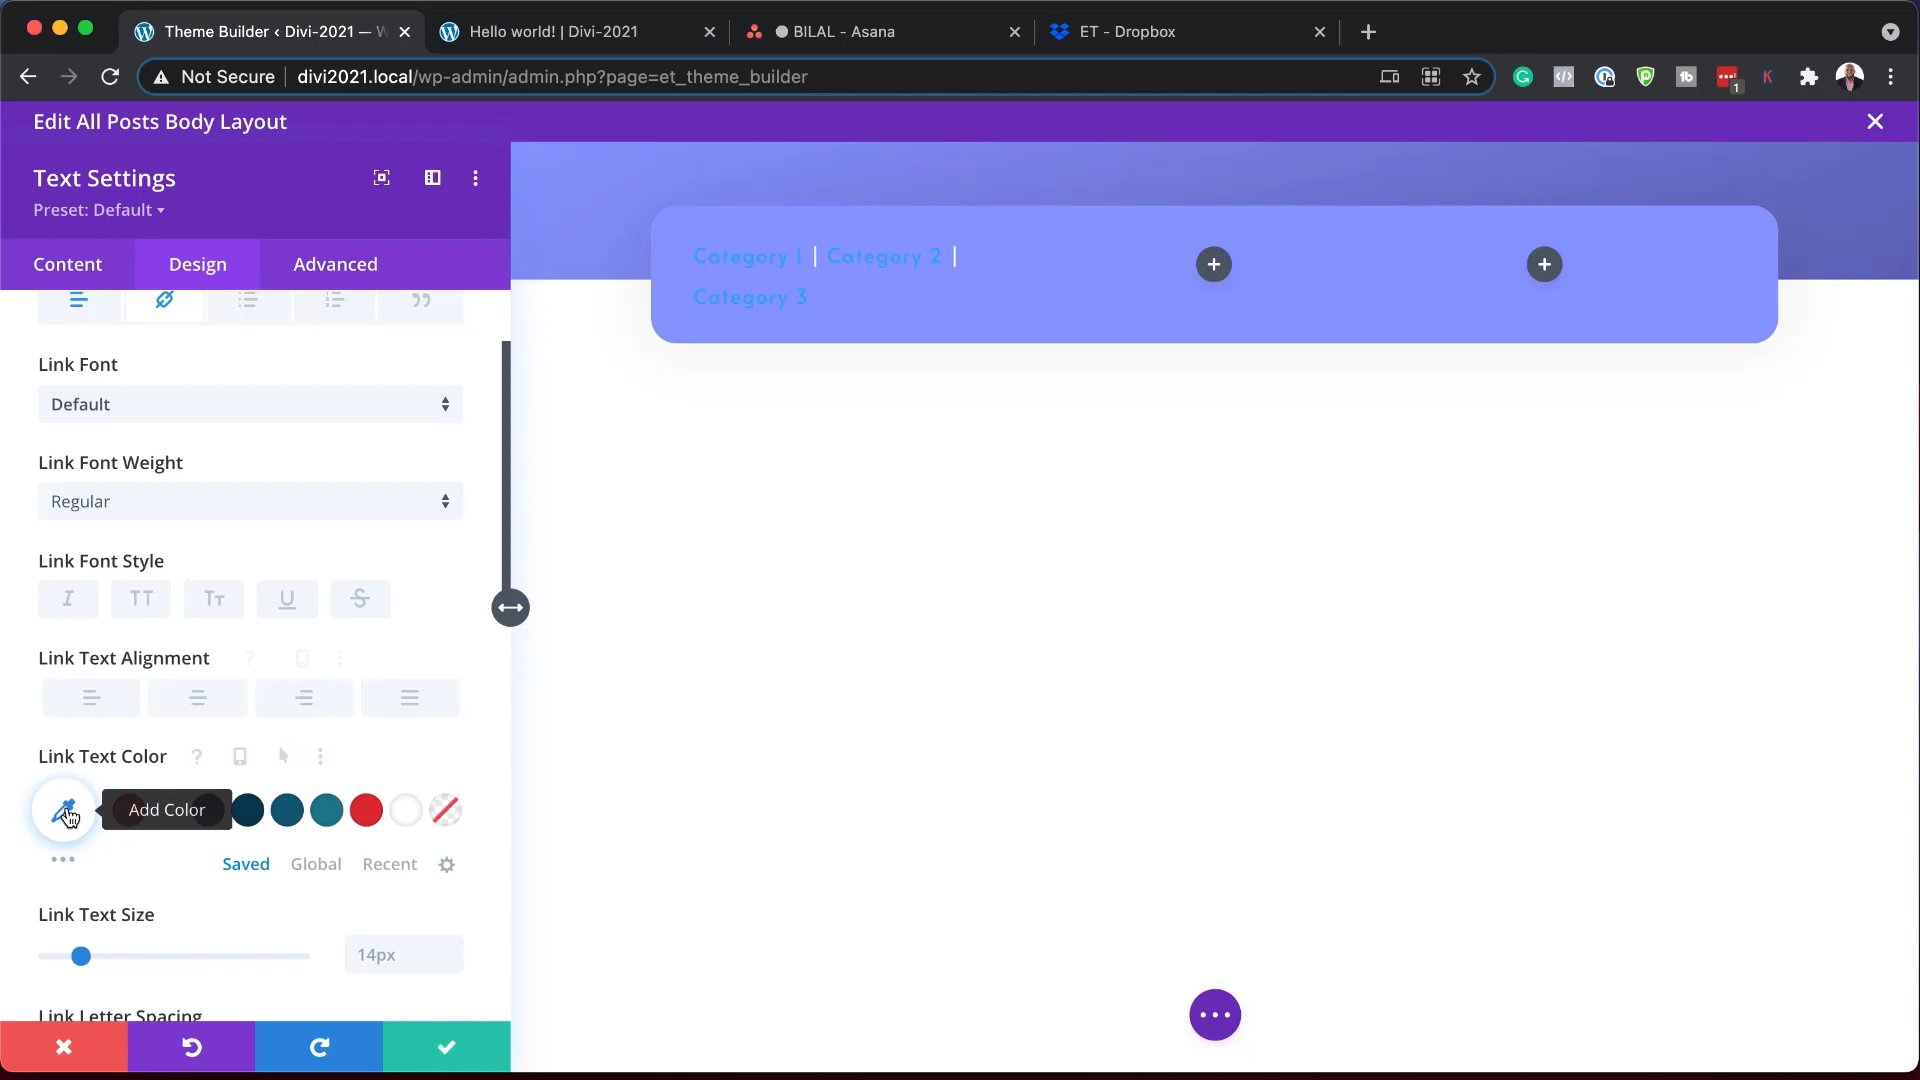 Theme Builder ‹ Divi-2021 — W
Hello world! | Divi-2021
BILAL - Asana
ET - Dropbox
Not Secure
divi2021.local/wp-admin/admin.php?page=et_theme_builder
1
Edit All Posts Body Layout
Text Settings
Preset: Default
Content
Design
Advanced
Category 1 | Category 2 |
Category 3
Link Font
Default
Link Font Weight
Regular
Link Font Style
I
TT
Tт
U
S
Link Text Alignment
Link Text Color
Add Color
Saved
Global
Recent
Link Text Size
14px
Link Letter Spacing